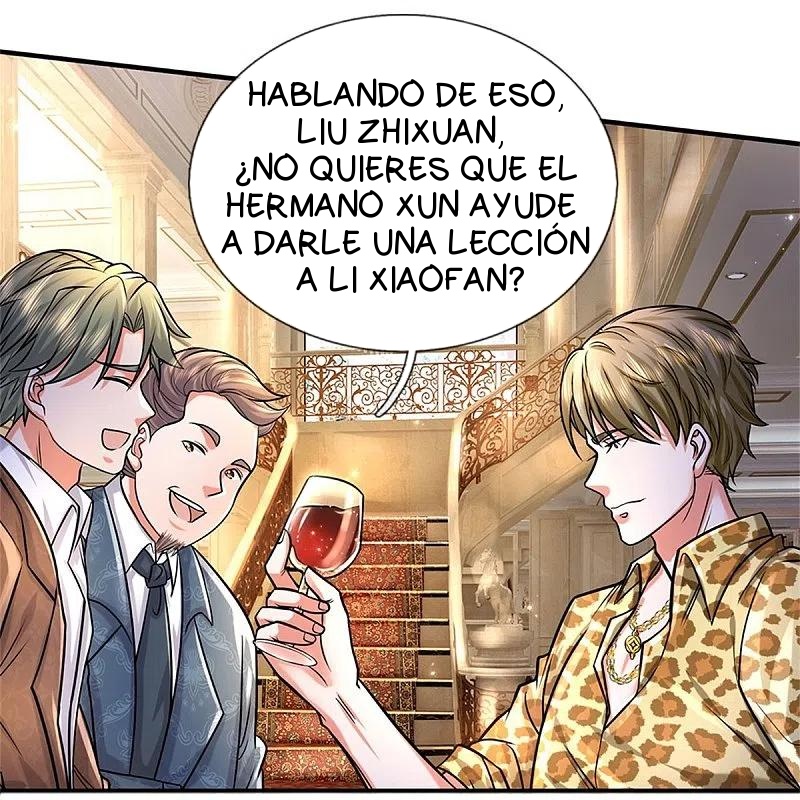 HABLANDO DE ESO,
LIU ZHIXUAN,
¿NO QUIERES QUE EL
HERMANO XUN AYUDE
A DARLE UNA LECCIÓN
A LI XIAOFAN?